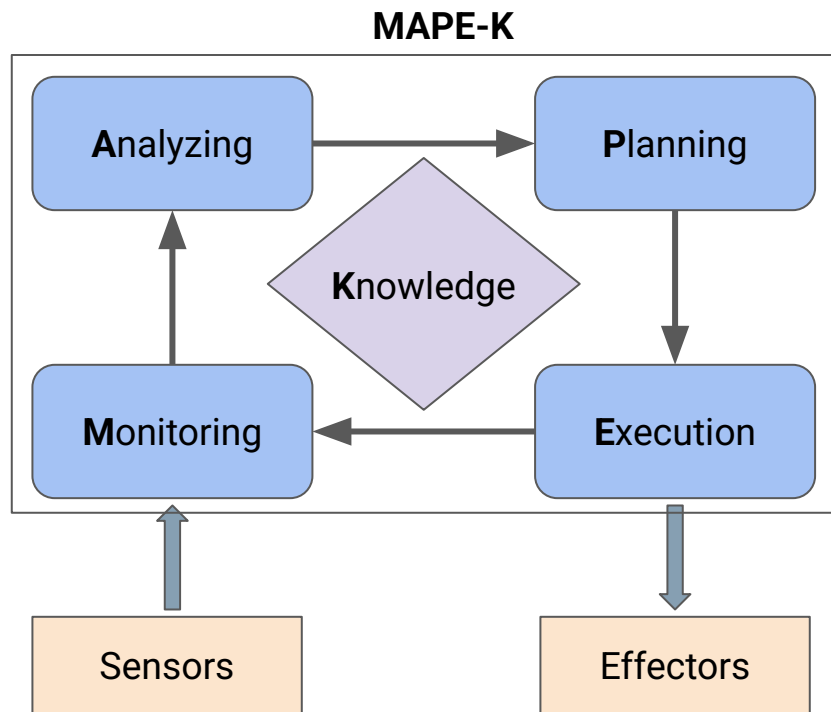 MAPE-K
Analyzing
Planning
Knowledge
Monitoring
Execution
Sensors
Effectors